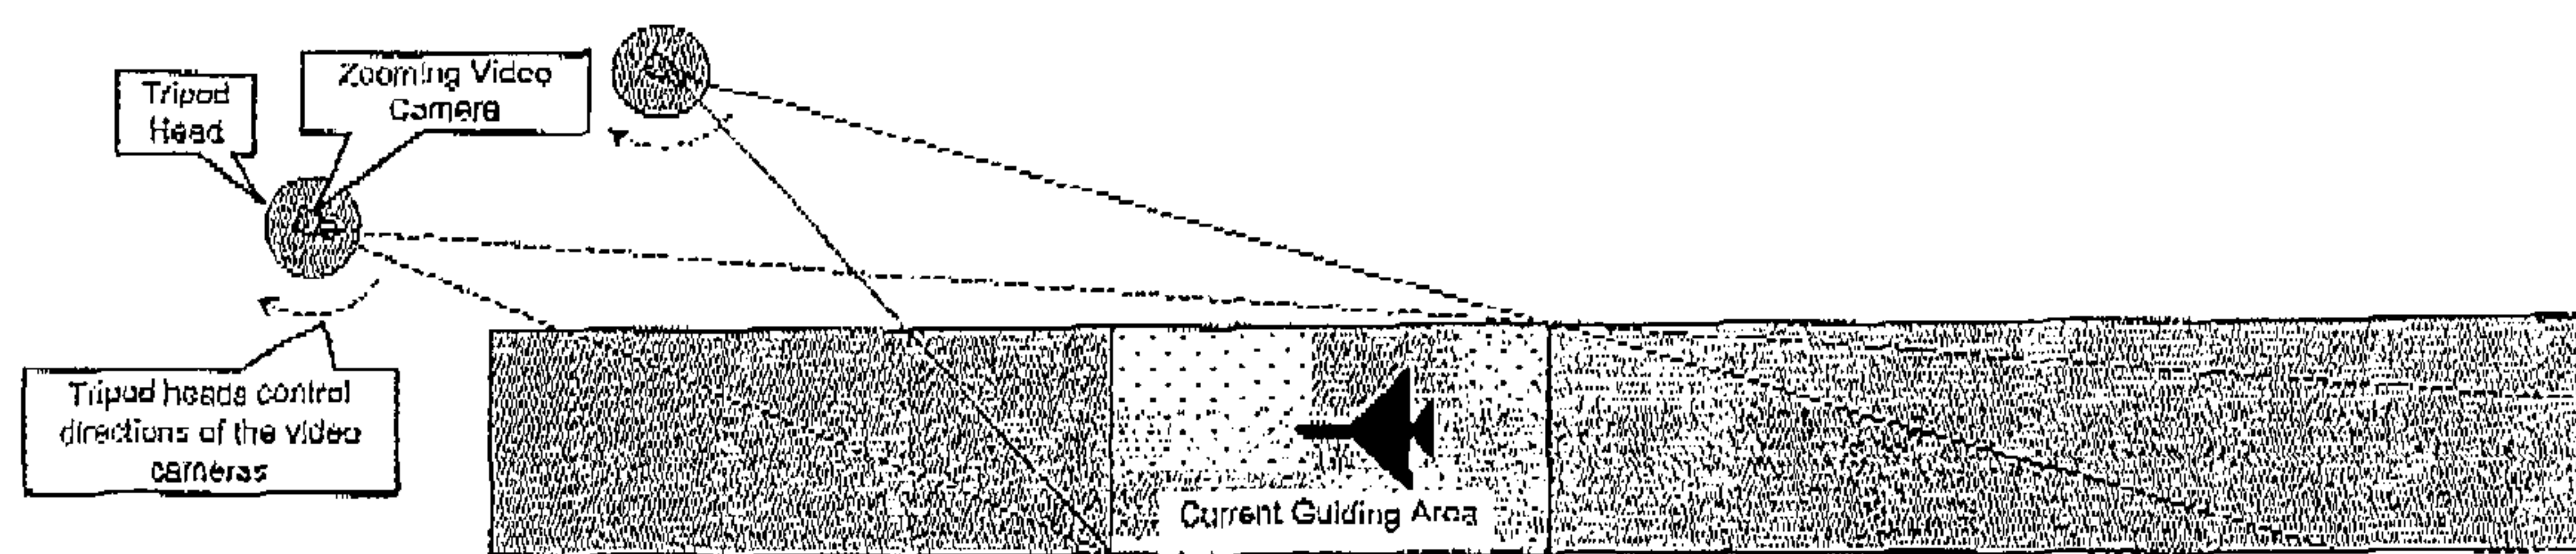 Tripod
Head
Zooming Video
Camera
Tripod heads control
directions of the video
cameras
Current Guiding Area